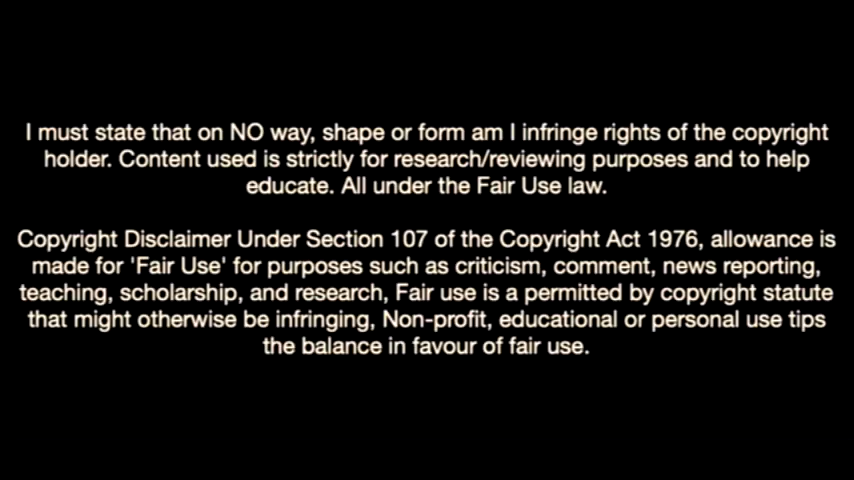 I must state that on NO way, shape or form am I infringe rights of the copyright
holder. Content used is strictly for research/reviewing purposes and to help
educate. All under the Fair Use law.
Copyright Disclaimer Under Section 107 of the Copyright Act 1976, allowance is
made for 'Fair Use' for purposes such as criticism, comment, news reporting,
teaching, scholarship, and research, Fair use is a permitted by copyright statute
that might otherwise be infringing, Non-profit, educational or personal use tips
the balance in favour of fair use.